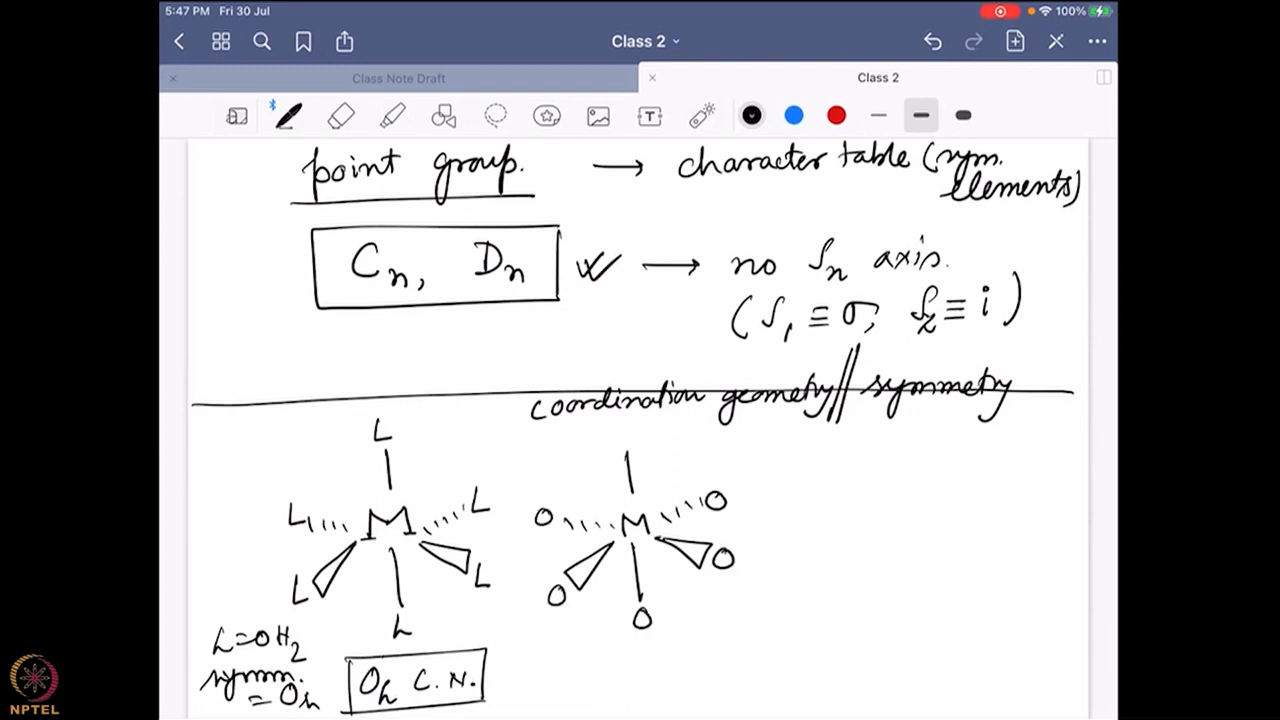 5:47 PM Fri 30 Jul
100%
Class 2
Class Note Draft
Class 2
T
point group. → character table (sym. elements)
Cn, Dn → no Sn axis.
(S1 ≡ σ, S2 ≡ i)
coordination geometry // symmetry
L
L L O O
M M
L L O O
L O
L=OH2
symm. = Oh
Oh C.N.
NPTEL